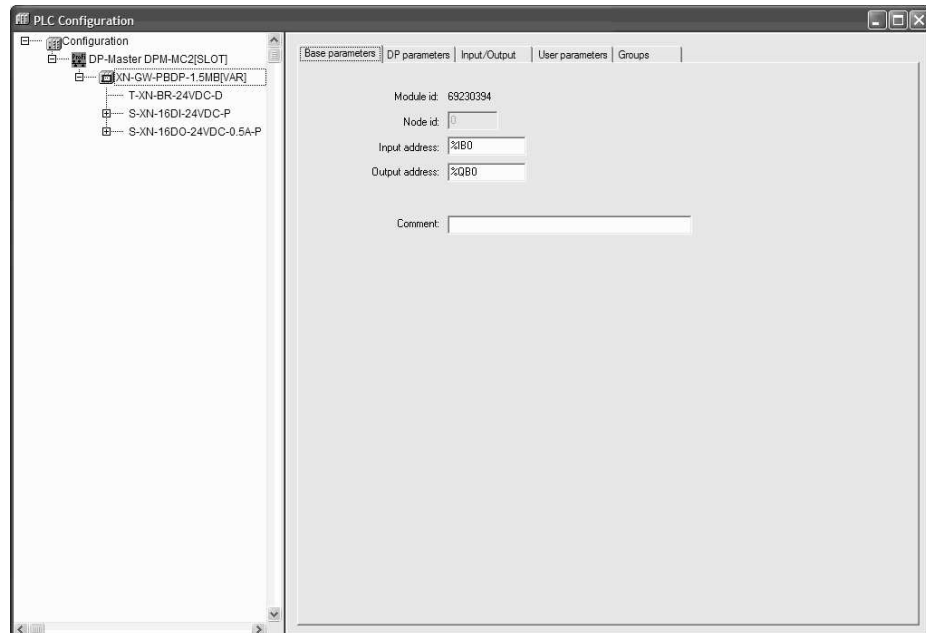 PLC Configuration
Configuration
DP-Master DPM-MC2[SLOT]
XN-GW-PBDP-1.5MB[VAR]
T-XN-BR-24VDC-D
S-XN-16DI-24VDC-P
S-XN-16DO-24VDC-0.5A-P
Base parameters DP parameters Input/Output User parameters Groups
Module id: 69230394
Node id: 0
Input address: %IB0
Output address: %QB0
Comment: